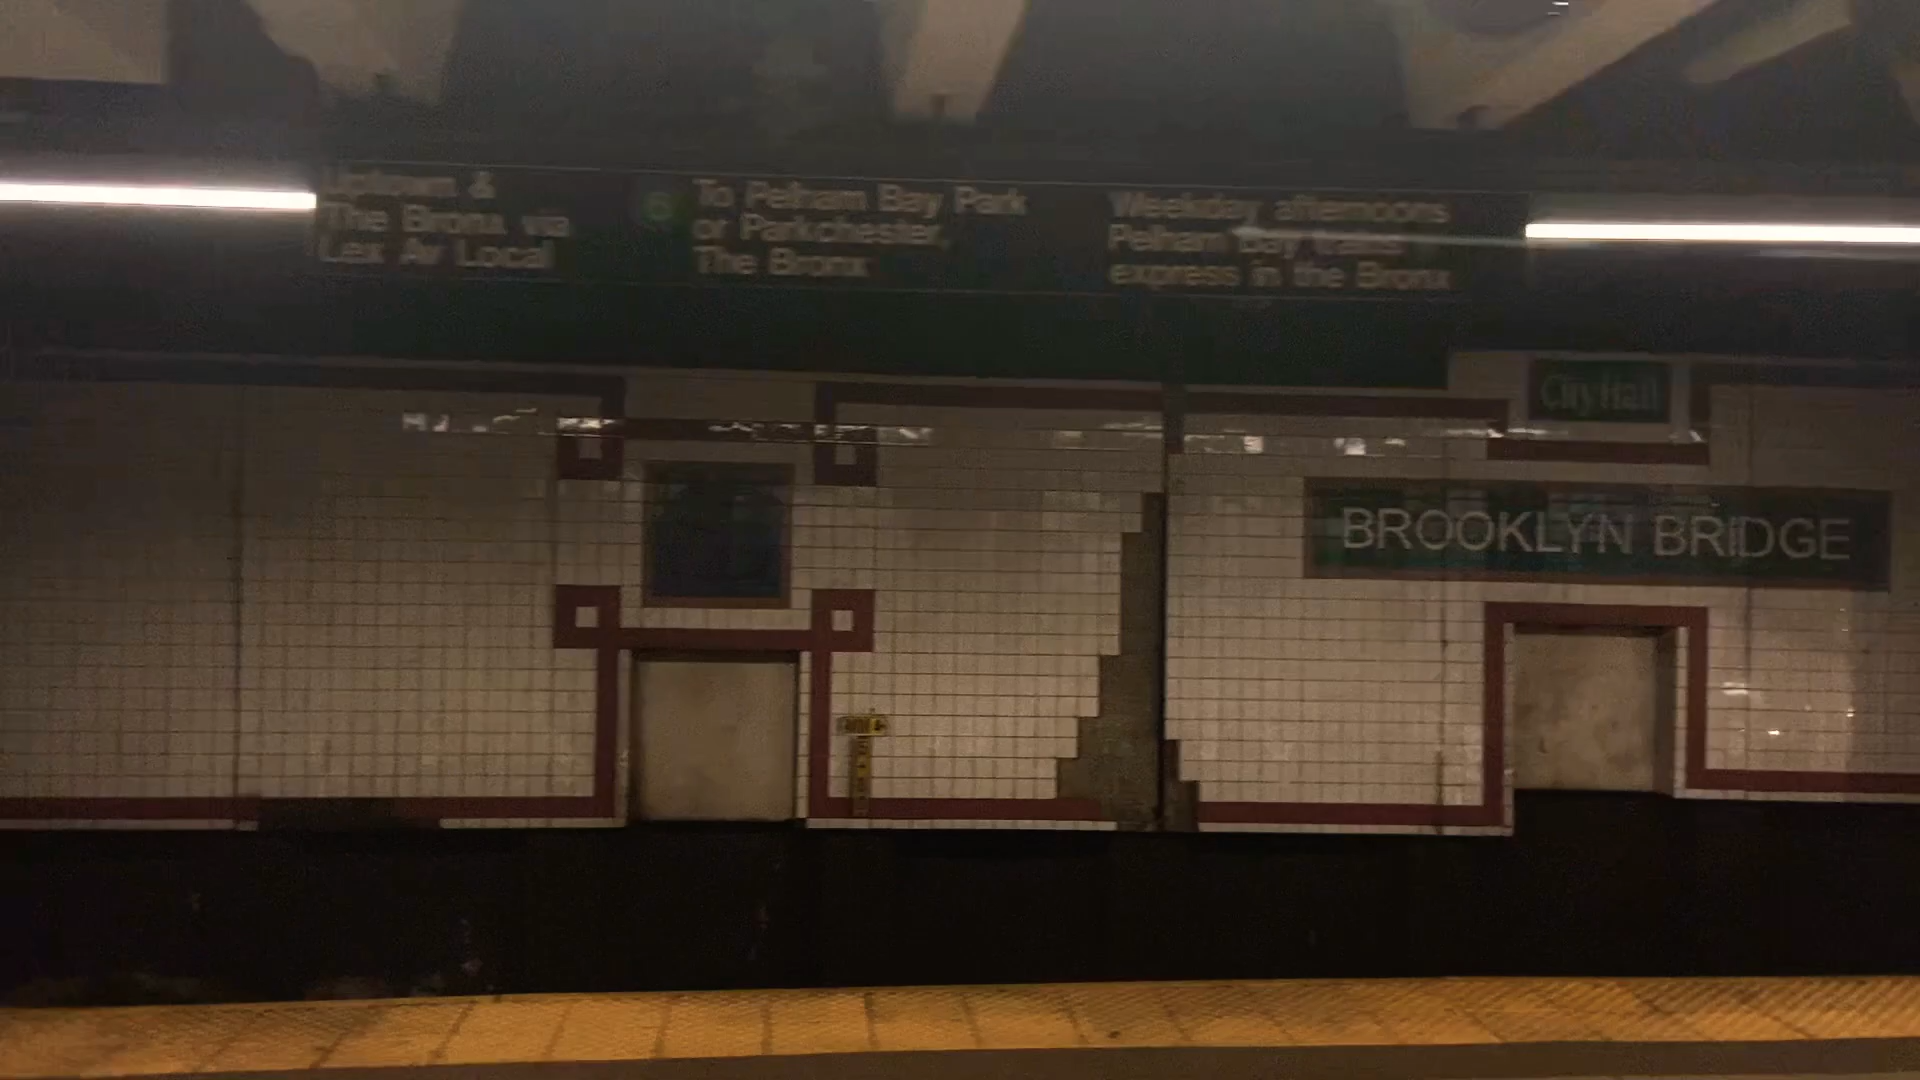 Uptown &
The Bronx via
Lex Av Local
6
To Pelham Bay Park
or Parkchester,
The Bronx
Weekday afternoons
Pelham Bay trains
express in the Bronx
City Hall
BROOKLYN BRIDGE